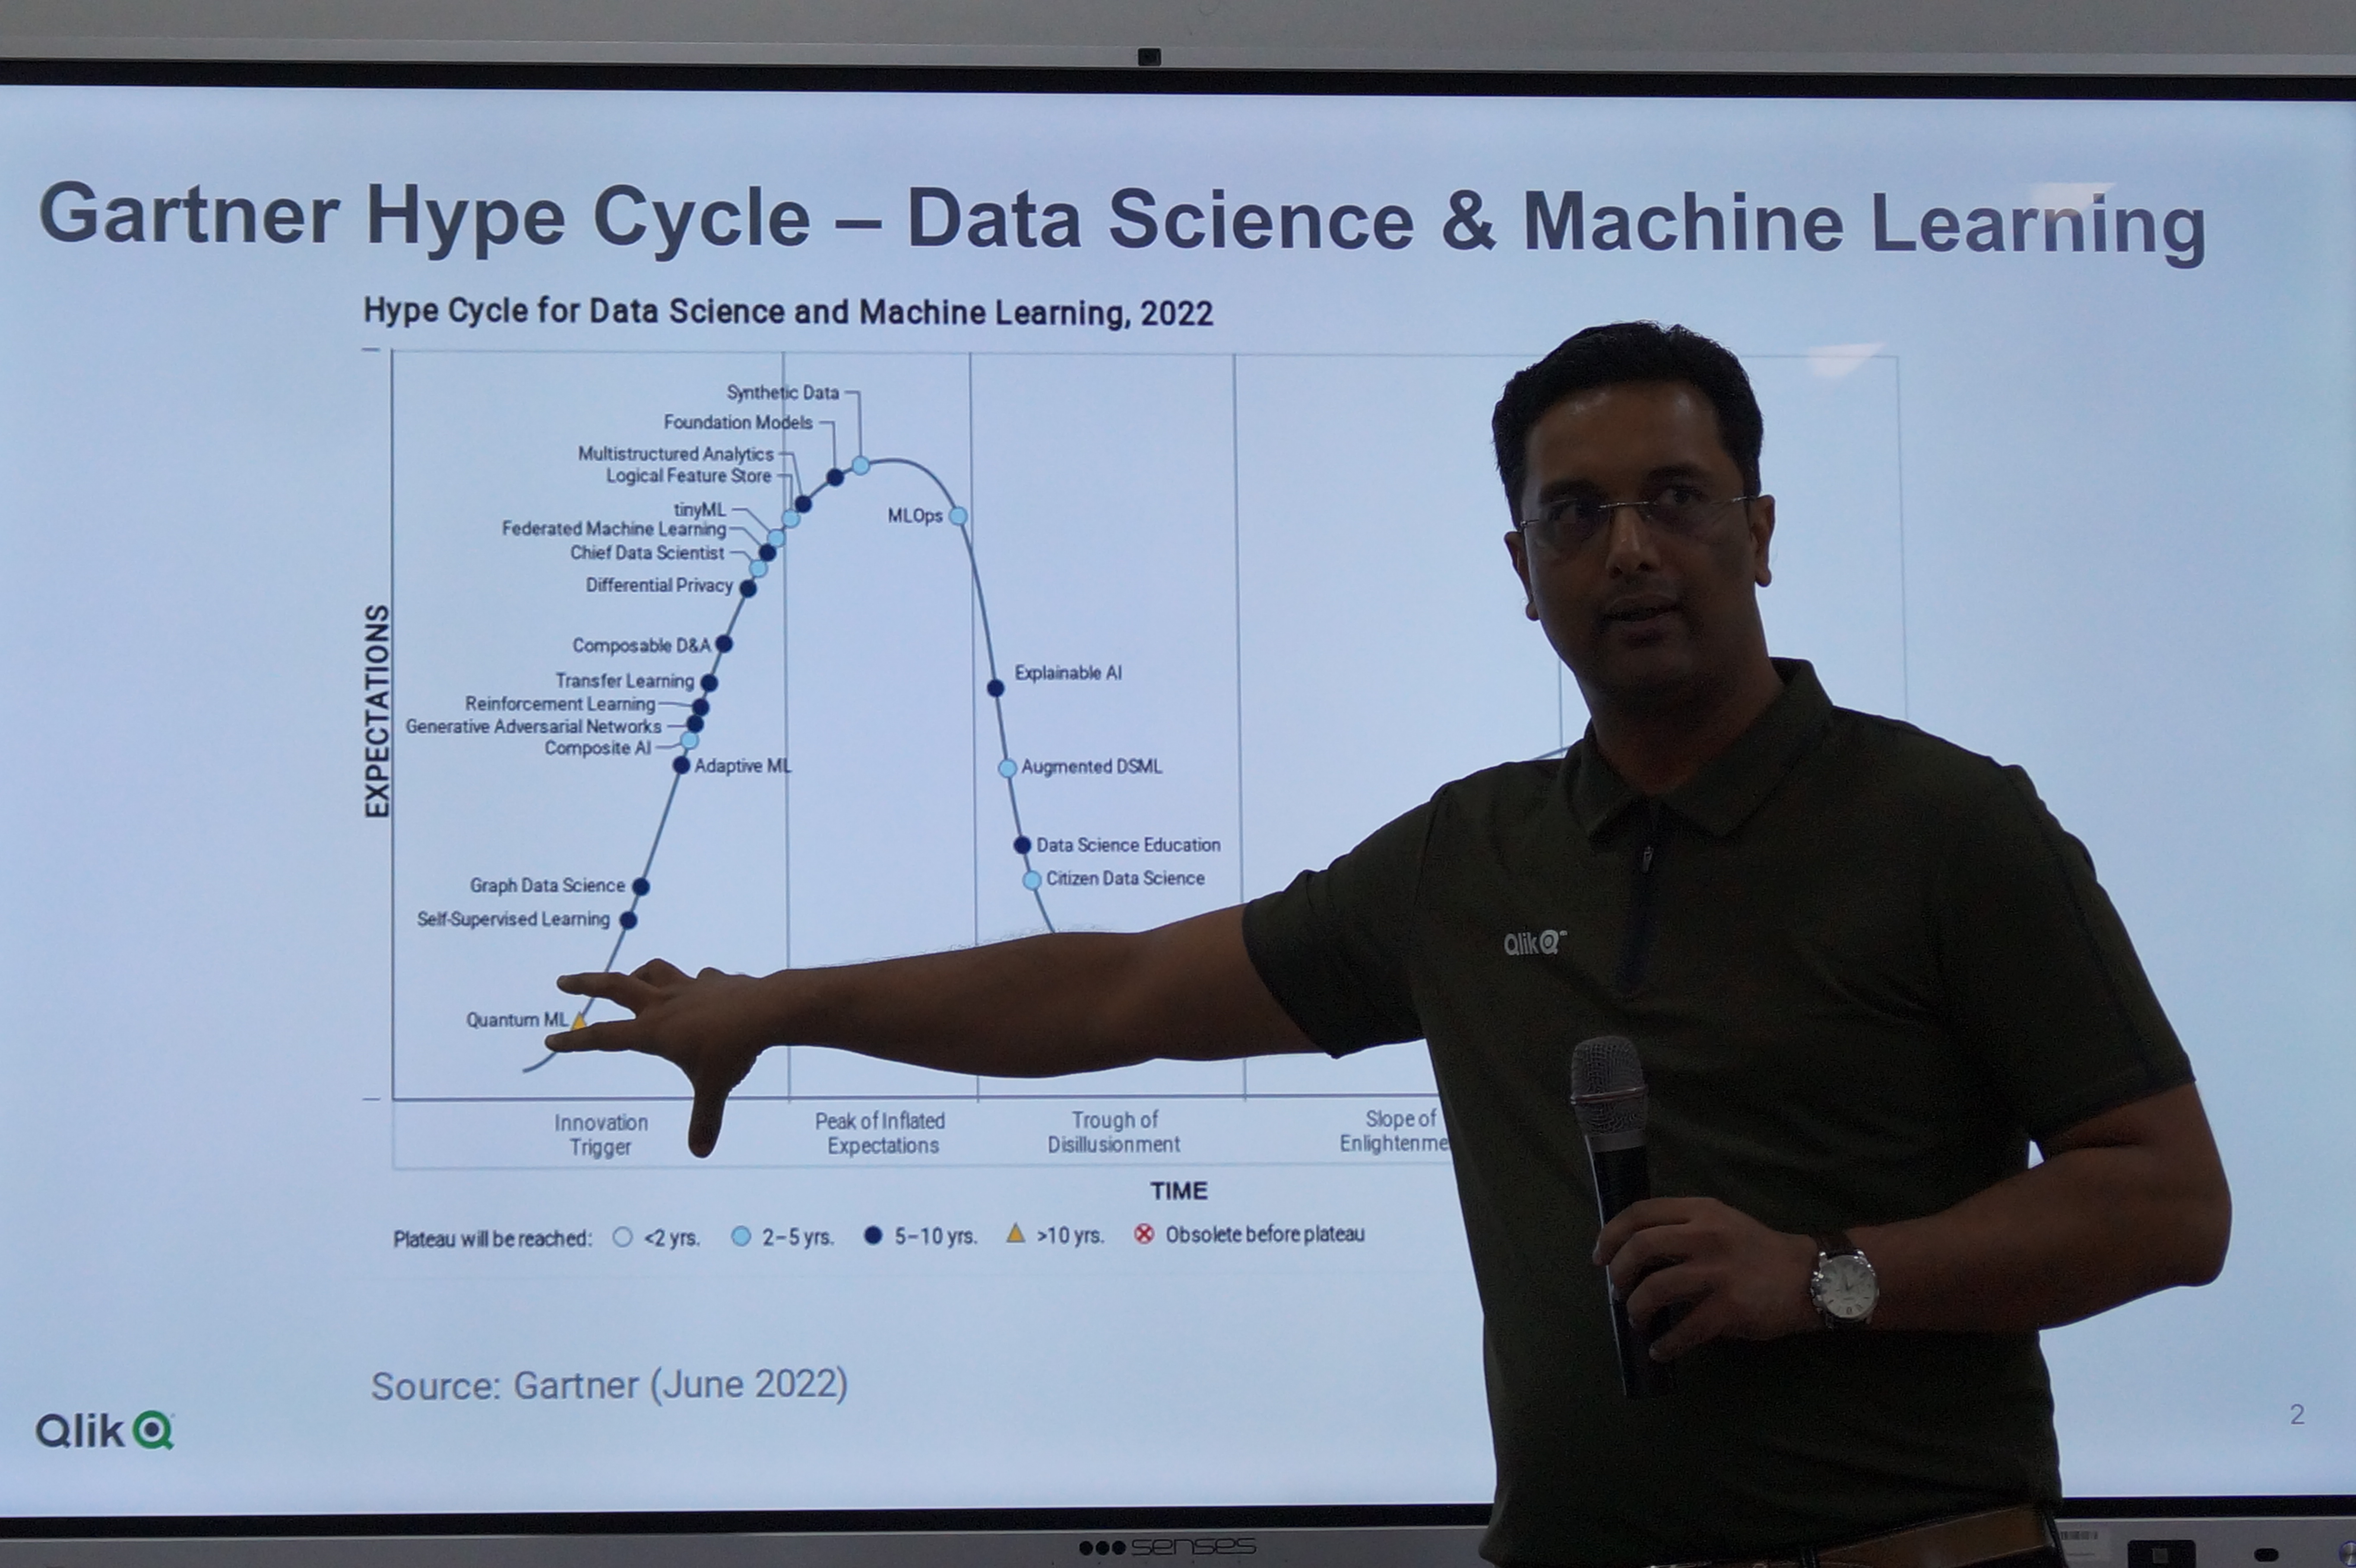 Gartner Hype Cycle – Data Science & Machine Learning
Hype Cycle for Data Science and Machine Learning, 2022
EXPECTATIONS
Synthetic Data
Foundation Models
Multistructured Analytics
Logical Feature Store
tinyML
Federated Machine Learning
Chief Data Scientist
Differential Privacy
Composable D&A
Transfer Learning
Reinforcement Learning
Generative Adversarial Networks
Composite AI
Adaptive ML
Graph Data Science
Self-Supervised Learning
Quantum ML
MLOps
Explainable AI
Augmented DSML
Data Science Education
Citizen Data Science
Innovation
Trigger
Peak of Inflated
Expectations
Trough of
Disillusionment
Slope of
Enlightenme
TIME
Plateau will be reached: <2 yrs. 2–5 yrs. 5–10 yrs. >10 yrs. Obsolete before plateau
Source: Gartner (June 2022)
Qlik
2
Qlik
senses